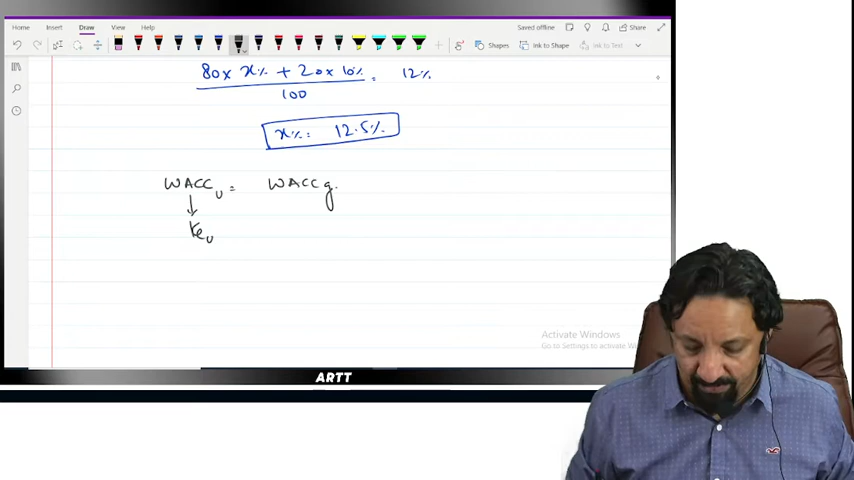 Home Insert Draw View Help
Saved offline Share
Shapes Ink to Shape Ink to Text
80 x x% + 20 x 10% = 12%
100
x% = 12.5%
WACCU = WACCg.
↓
KeU
Activate Windows
Go to Settings to activate Wi
ARTT